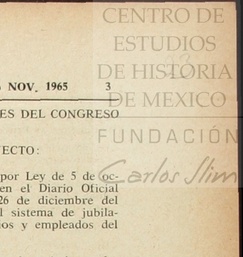 CENTRO DE
ESTUDIOS
DE HISTORIA
DE MEXICO
FUNDACIÓN
Carlos Slim
NOV. 1965 3
ES DEL CONGRESO
ECTO:
por Ley de 5 de oc-
en el Diario Oficial
26 de diciembre del
l sistema de jubila-
ios y empleados del